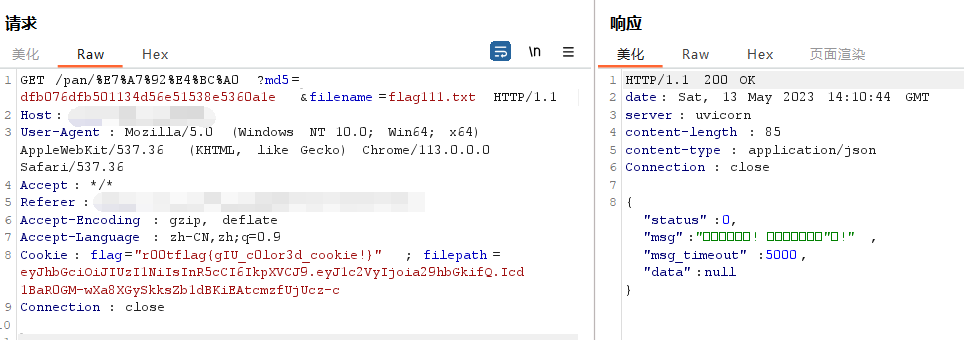 请求
美化 Raw Hex \n
1 GET /pan/%E7%A7%92%E4%BC%A0 ?md5=
dfb076dfb501134d56e51538e5360a1e &filename=flag111.txt HTTP/1.1
2 Host:
3 User-Agent : Mozilla/5.0 (Windows NT 10.0; Win64; x64)
AppleWebKit/537.36 (KHTML, like Gecko) Chrome/113.0.0.0
Safari/537.36
4 Accept: */*
5 Referer:
6 Accept-Encoding : gzip, deflate
7 Accept-Language : zh-CN,zh;q=0.9
8 Cookie: flag="r00tflag{gIU_c0lor3d_cookie!}" ; filepath=
eyJhbGciOiJIUzI1NiIsInR5cCI6IkpXVCJ9.eyJ1c2VyIjoia29hbGkifQ.Icd
1BaR0GM-wXa8XGySkksZb1dBKiEAtcmzfUjUcz-c
9 Connection: close
10
响应
美化 Raw Hex 页面渲染
1 HTTP/1.1 200 OK
2 date: Sat, 13 May 2023 14:10:44 GMT
3 server: uvicorn
4 content-length : 85
5 content-type : application/json
6 Connection: close
7
8 {
"status":0,
"msg":"□□□□□□! □□□□□□□"□!" ,
"msg_timeout":5000,
"data":null
}